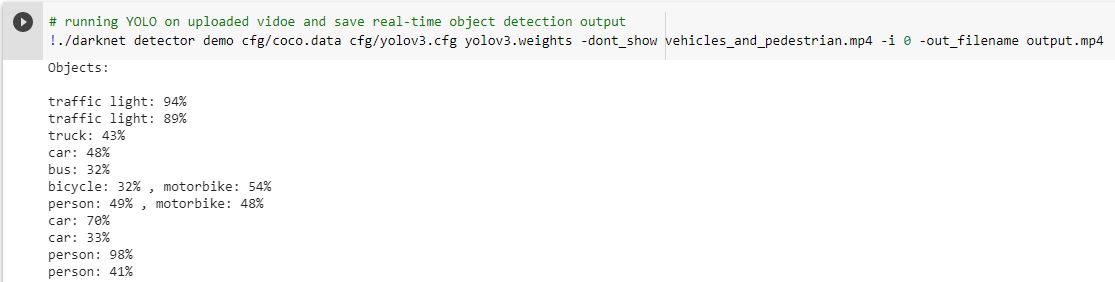 # running YOLO on uploaded vidoe and save real-time object detection output
!./darknet detector demo cfg/coco.data cfg/yolov3.cfg yolov3.weights -dont_show vehicles_and_pedestrian.mp4 -i 0 -out_filename output.mp4
Objects:
traffic light: 94%
traffic light: 89%
truck: 43%
car: 48%
bus: 32%
bicycle: 32% , motorbike: 54%
person: 49% , motorbike: 48%
car: 70%
car: 33%
person: 98%
person: 41%